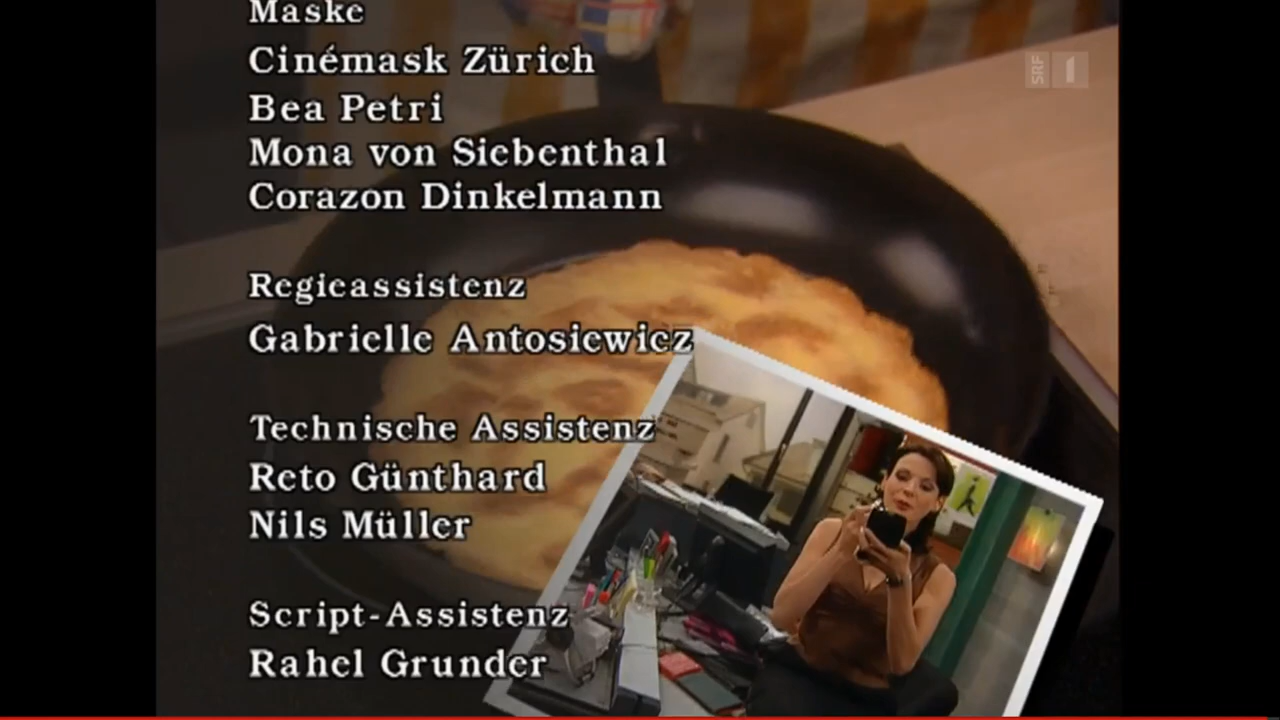 Maske
Cinémask Zürich
Bea Petri
Mona von Siebenthal
Corazon Dinkelmann
Regieassistenz
Gabrielle Antosiewicz
Technische Assistenz
Reto Günthard
Nils Müller
Script-Assistenz
Rahel Grunder
SRF 1